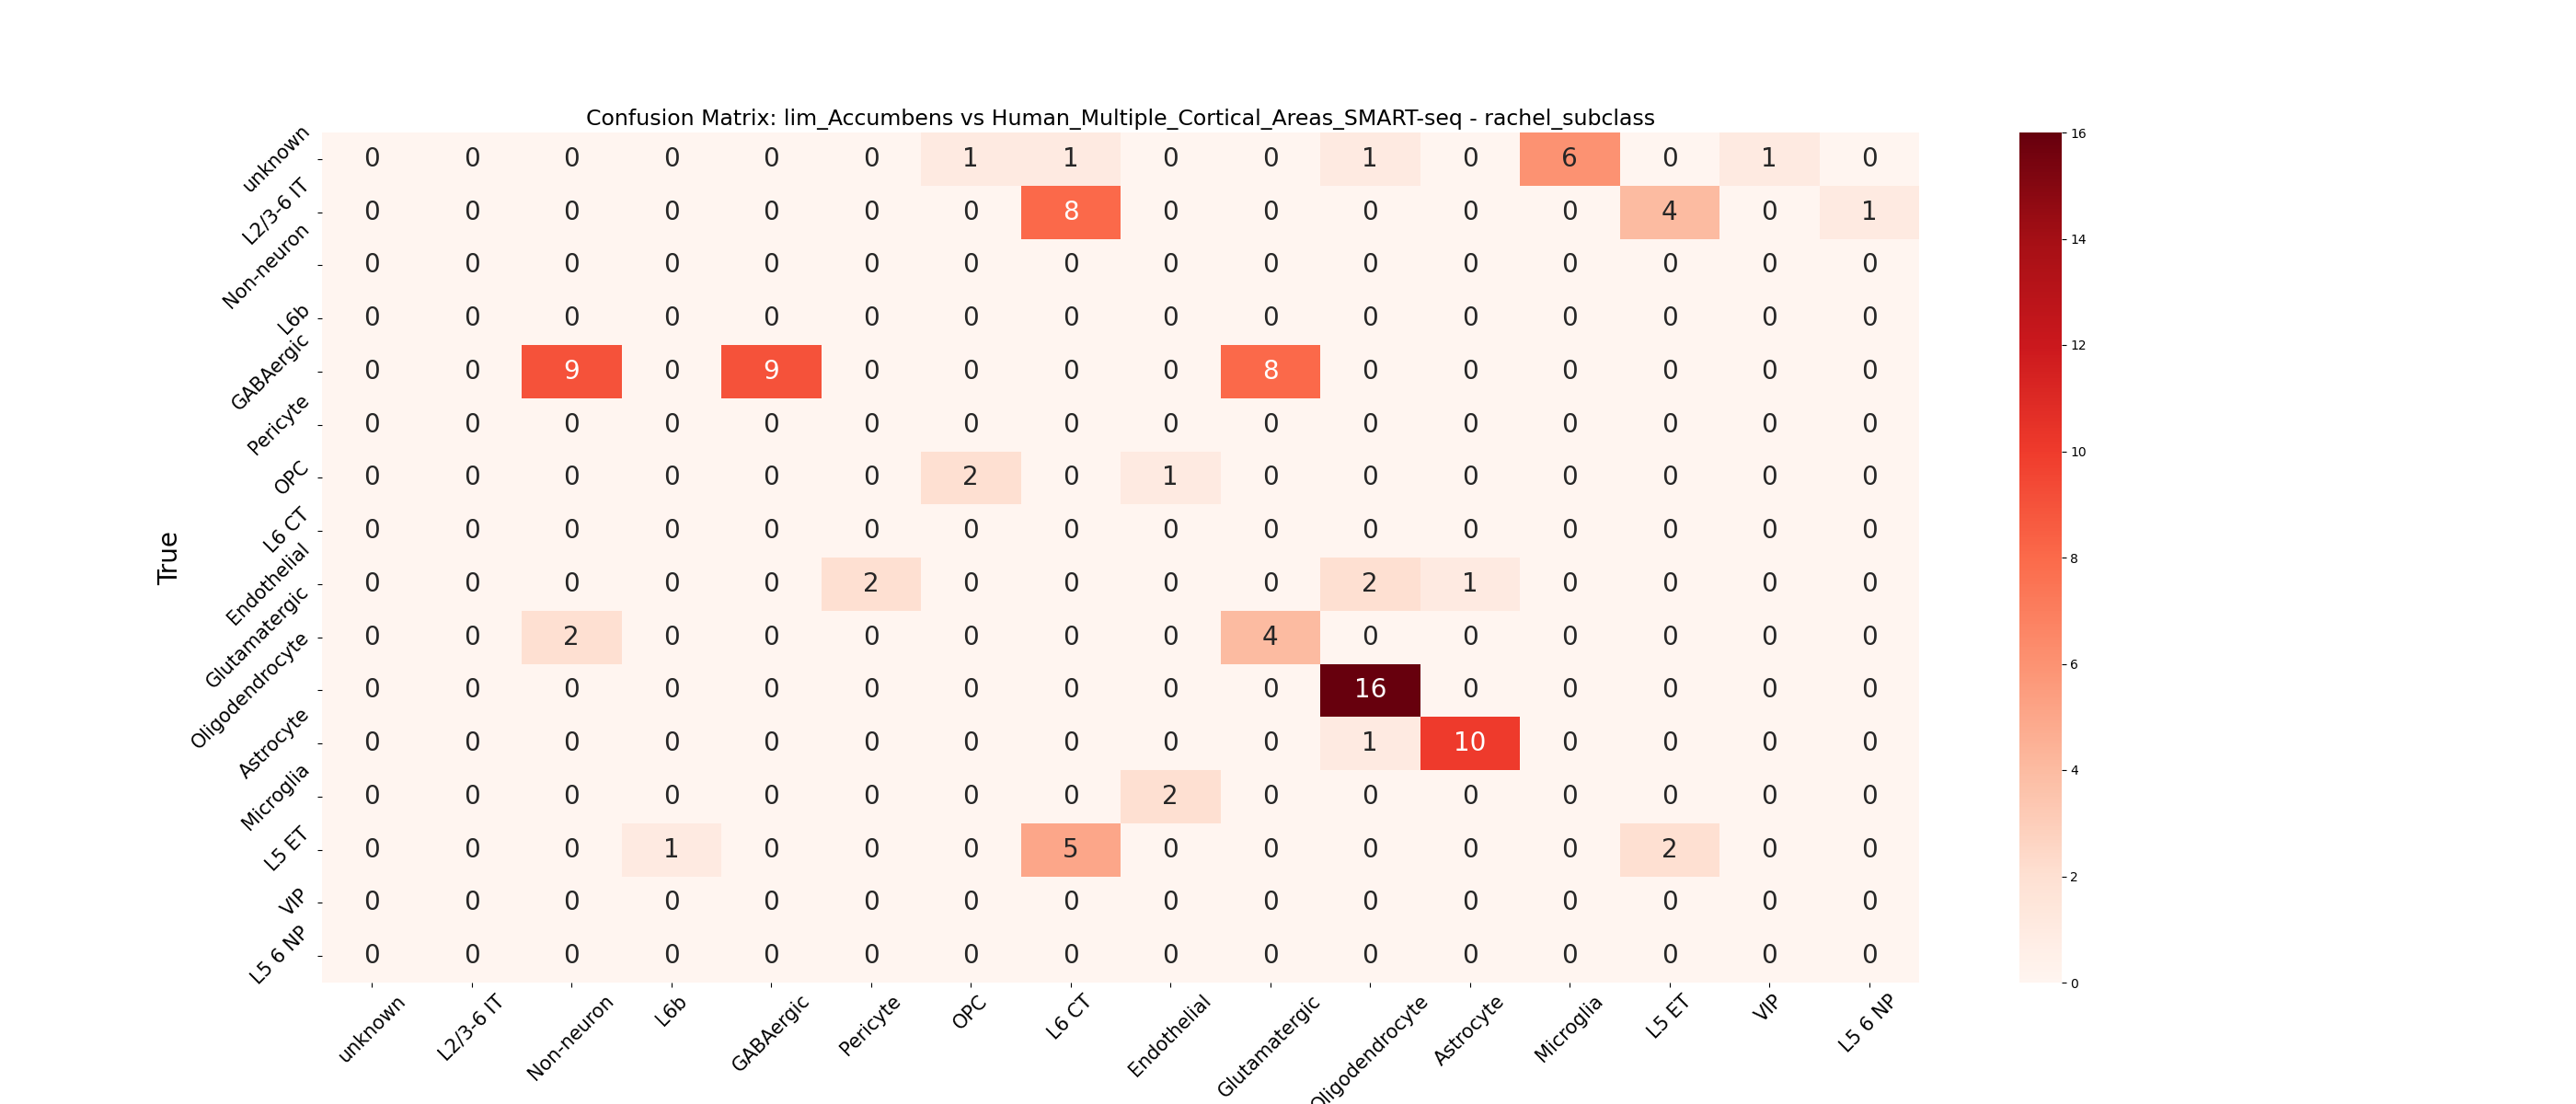 Confusion Matrix: lim_Accumbens vs Human_Multiple_Cortical_Areas_SMART-seq - rachel_subclass
True
unknown 0 0 0 0 0 0 1 1 0 0 1 0 6 0 1 0
L2/3-6 IT 0 0 0 0 0 0 0 8 0 0 0 0 0 4 0 1
Non-neuron 0 0 0 0 0 0 0 0 0 0 0 0 0 0 0 0
L6b 0 0 0 0 0 0 0 0 0 0 0 0 0 0 0 0
GABAergic 0 0 9 0 9 0 0 0 0 8 0 0 0 0 0 0
Pericyte 0 0 0 0 0 0 0 0 0 0 0 0 0 0 0 0
OPC 0 0 0 0 0 0 2 0 1 0 0 0 0 0 0 0
L6 CT 0 0 0 0 0 0 0 0 0 0 0 0 0 0 0 0
Endothelial 0 0 0 0 0 2 0 0 0 0 2 1 0 0 0 0
Glutamatergic 0 0 2 0 0 0 0 0 0 4 0 0 0 0 0 0
Oligodendrocyte 0 0 0 0 0 0 0 0 0 0 16 0 0 0 0 0
Astrocyte 0 0 0 0 0 0 0 0 0 0 1 10 0 0 0 0
Microglia 0 0 0 0 0 0 0 0 2 0 0 0 0 0 0 0
L5 ET 0 0 0 1 0 0 0 5 0 0 0 0 0 2 0 0
VIP 0 0 0 0 0 0 0 0 0 0 0 0 0 0 0 0
L5 6 NP 0 0 0 0 0 0 0 0 0 0 0 0 0 0 0 0
unknown L2/3-6 IT Non-neuron L6b GABAergic Pericyte OPC L6 CT Endothelial Glutamatergic Oligodendrocyte Astrocyte Microglia L5 ET VIP L5 6 NP
16
14
12
10
8
6
4
2
0